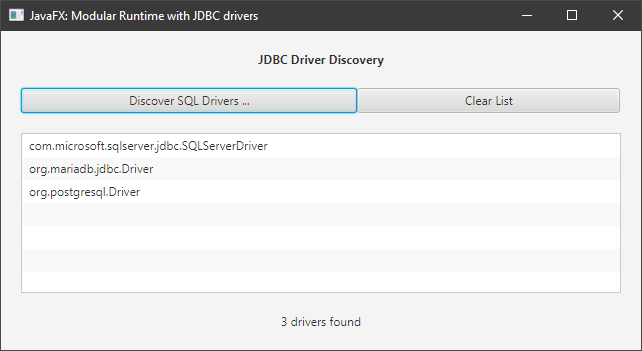 JavaFX: Modular Runtime with JDBC drivers
JDBC Driver Discovery
Discover SQL Drivers ... Clear List
com.microsoft.sqlserver.jdbc.SQLServerDriver
org.mariadb.jdbc.Driver
org.postgresql.Driver
3 drivers found